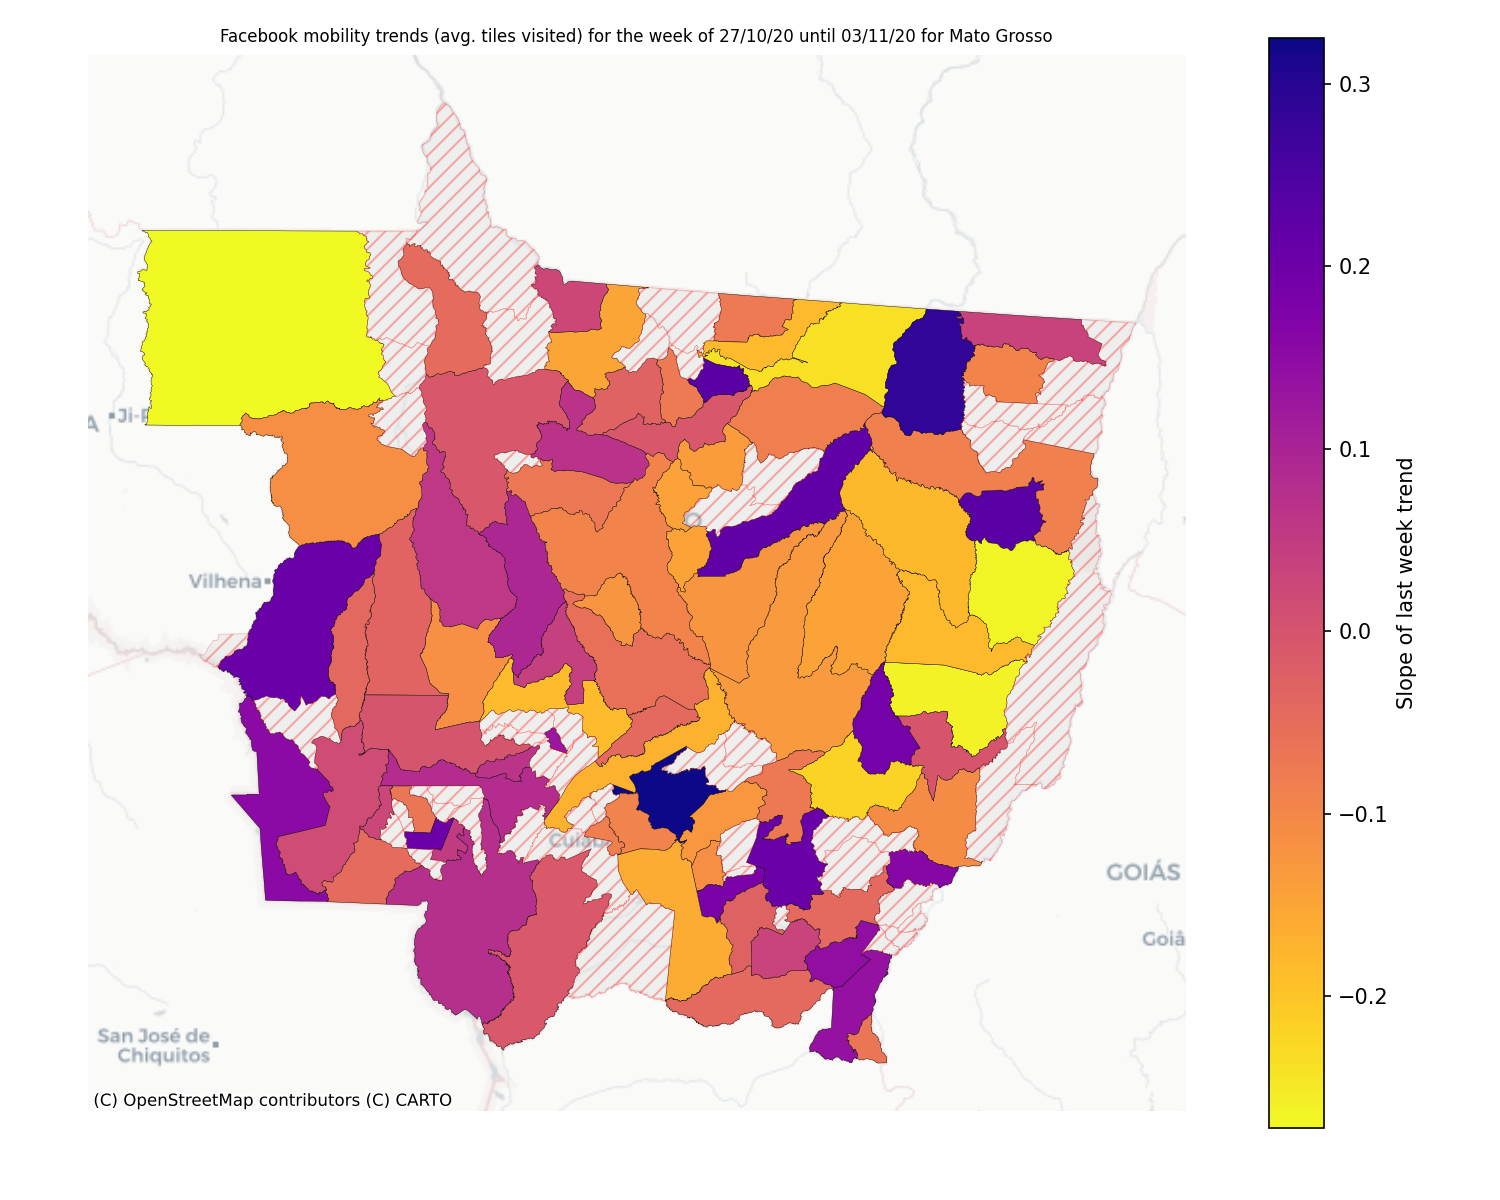 Facebook mobility trends (avg. tiles visited) for the week of 27/10/20 until 03/11/20 for Mato Grosso
0.3
0.2
0.1
0.0
−0.1
−0.2
Slope of last week trend
Vilhena
GOIÁS
Goiâ
San José de
Chiquitos
(C) OpenStreetMap contributors (C) CARTO